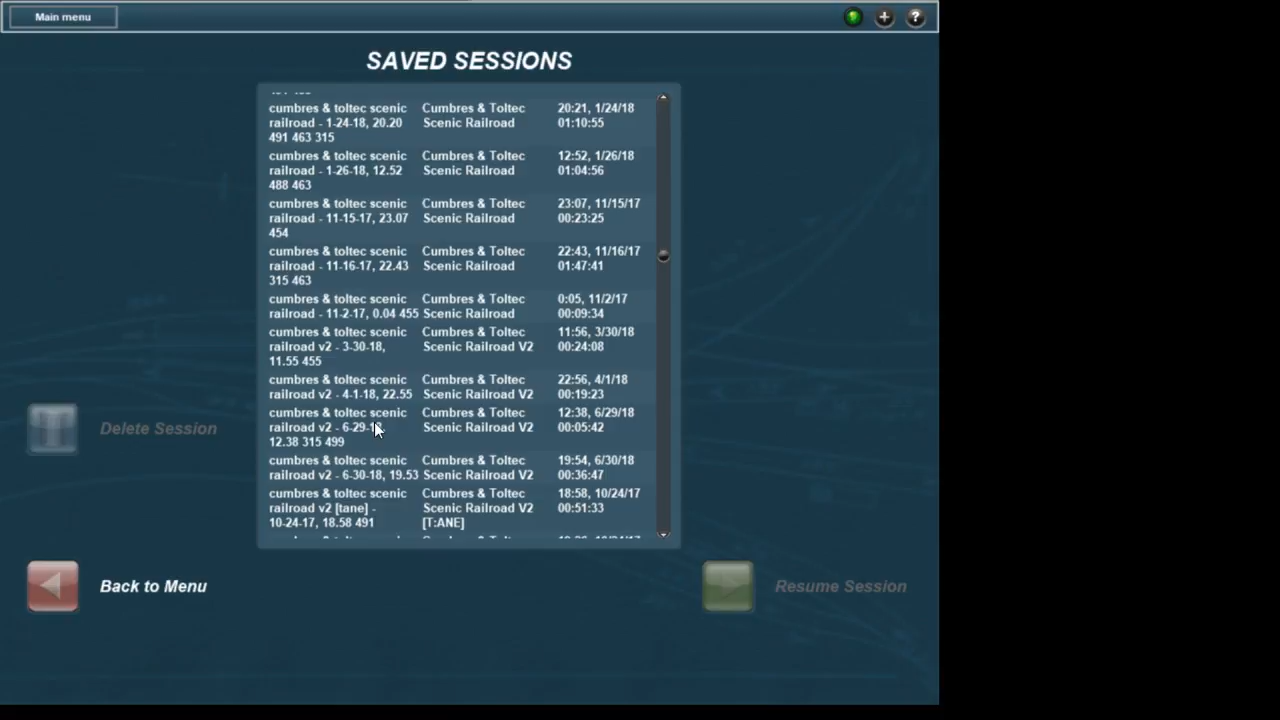 Main menu
?
SAVED SESSIONS
cumbres & toltec scenic Cumbres & Toltec 20:21, 1/24/18
railroad - 1-24-18, 20.20 Scenic Railroad 01:10:55
491 463 315
cumbres & toltec scenic Cumbres & Toltec 12:52, 1/26/18
railroad - 1-26-18, 12.52 Scenic Railroad 01:04:56
488 463
cumbres & toltec scenic Cumbres & Toltec 23:07, 11/15/17
railroad - 11-15-17, 23.07 Scenic Railroad 00:23:25
454
cumbres & toltec scenic Cumbres & Toltec 22:43, 11/16/17
railroad - 11-16-17, 22.43 Scenic Railroad 01:47:41
315 463
cumbres & toltec scenic Cumbres & Toltec 0:05, 11/2/17
railroad - 11-2-17, 0.04 455 Scenic Railroad 00:09:34
cumbres & toltec scenic Cumbres & Toltec 11:56, 3/30/18
railroad v2 - 3-30-18, Scenic Railroad V2 00:24:08
11.55 455
cumbres & toltec scenic Cumbres & Toltec 22:56, 4/1/18
railroad v2 - 4-1-18, 22.55 Scenic Railroad V2 00:19:23
cumbres & toltec scenic Cumbres & Toltec 12:38, 6/29/18
railroad v2 - 6-29-18, Scenic Railroad V2 00:05:42
12.38 315 499
cumbres & toltec scenic Cumbres & Toltec 19:54, 6/30/18
railroad v2 - 6-30-18, 19.53 Scenic Railroad V2 00:36:47
cumbres & toltec scenic Cumbres & Toltec 18:58, 10/24/17
railroad v2 [tane] - Scenic Railroad V2 00:51:33
10-24-17, 18.58 491 [T:ANE]
Delete Session
Back to Menu
Resume Session